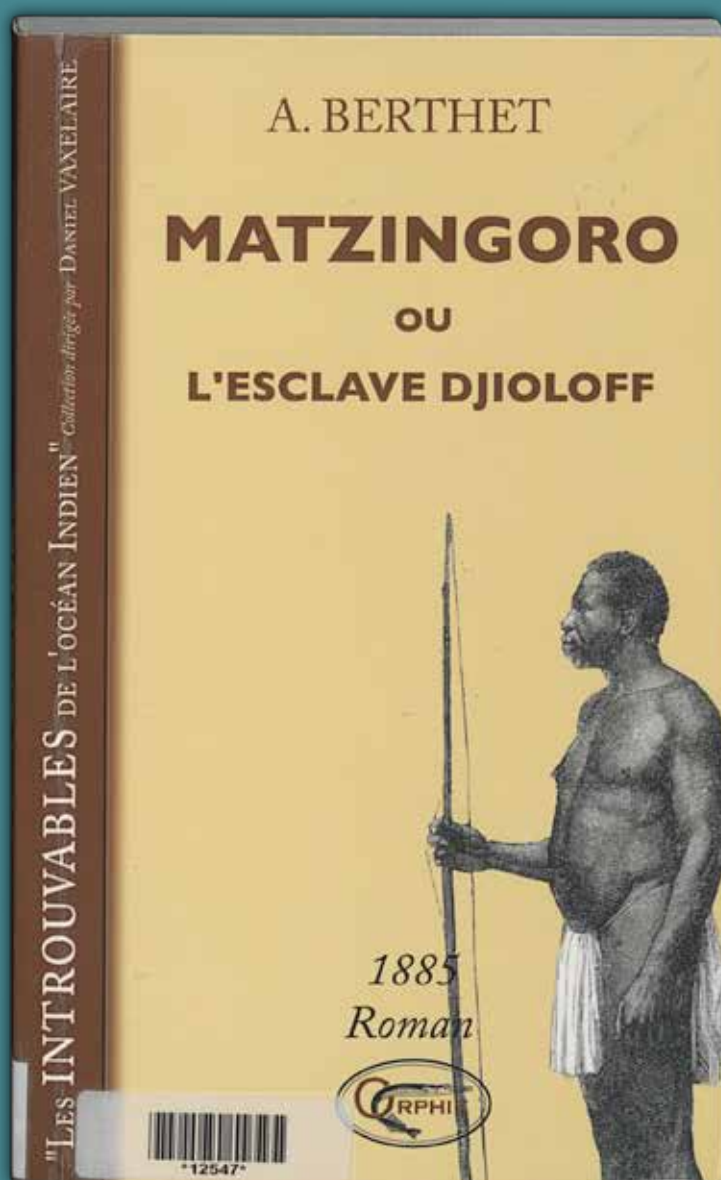 A. BERTHET
MATZINGORO
OU
L'ESCLAVE DJIOLOFF
1885
Roman
ORPHIE
"LES INTROUVABLES DE L'OCÉAN INDIEN" Collection dirigée par DANIEL VAXELAIRE
*12547*